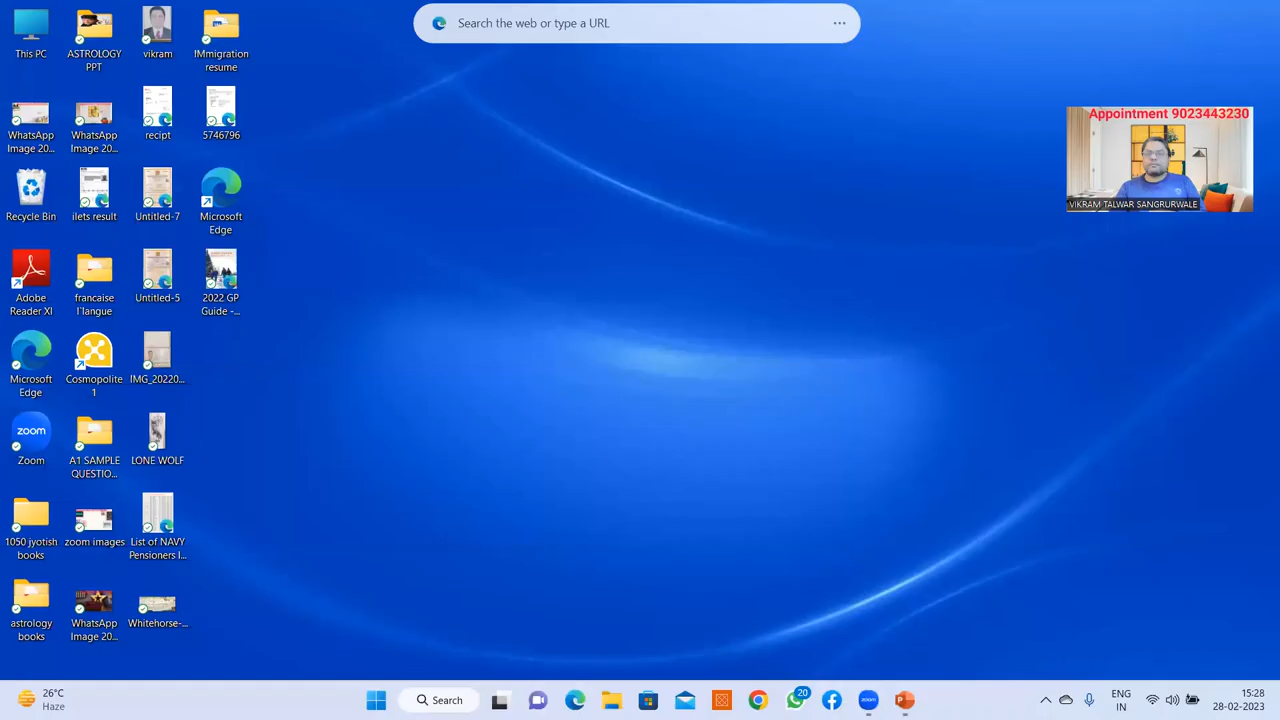 Search the web or type a URL
This PC
ASTROLOGY
PPT
vikram
!Mmigration
resume
WhatsApp
Image 20...
WhatsApp
Image 20...
recipt
5746796
Recycle Bin
ilets result
Untitled-7
Microsoft
Edge
Adobe
Reader XI
francaise
l'langue
Untitled-5
2022 GP
Guide -...
Microsoft
Edge
Cosmopolite
1
IMG_20220...
zoom
Zoom
A1 SAMPLE
QUESTIO...
LONE WOLF
1050 jyotish
books
zoom images
List of NAVY
Pensioners I...
astrology
books
WhatsApp
Image 20...
Whitehorse-...
Appointment 9023443230
VIKRAM TALWAR SANGRURWALE
26°C
Haze
Search
20
zoom
ENG
IN
15:28
28-02-2023